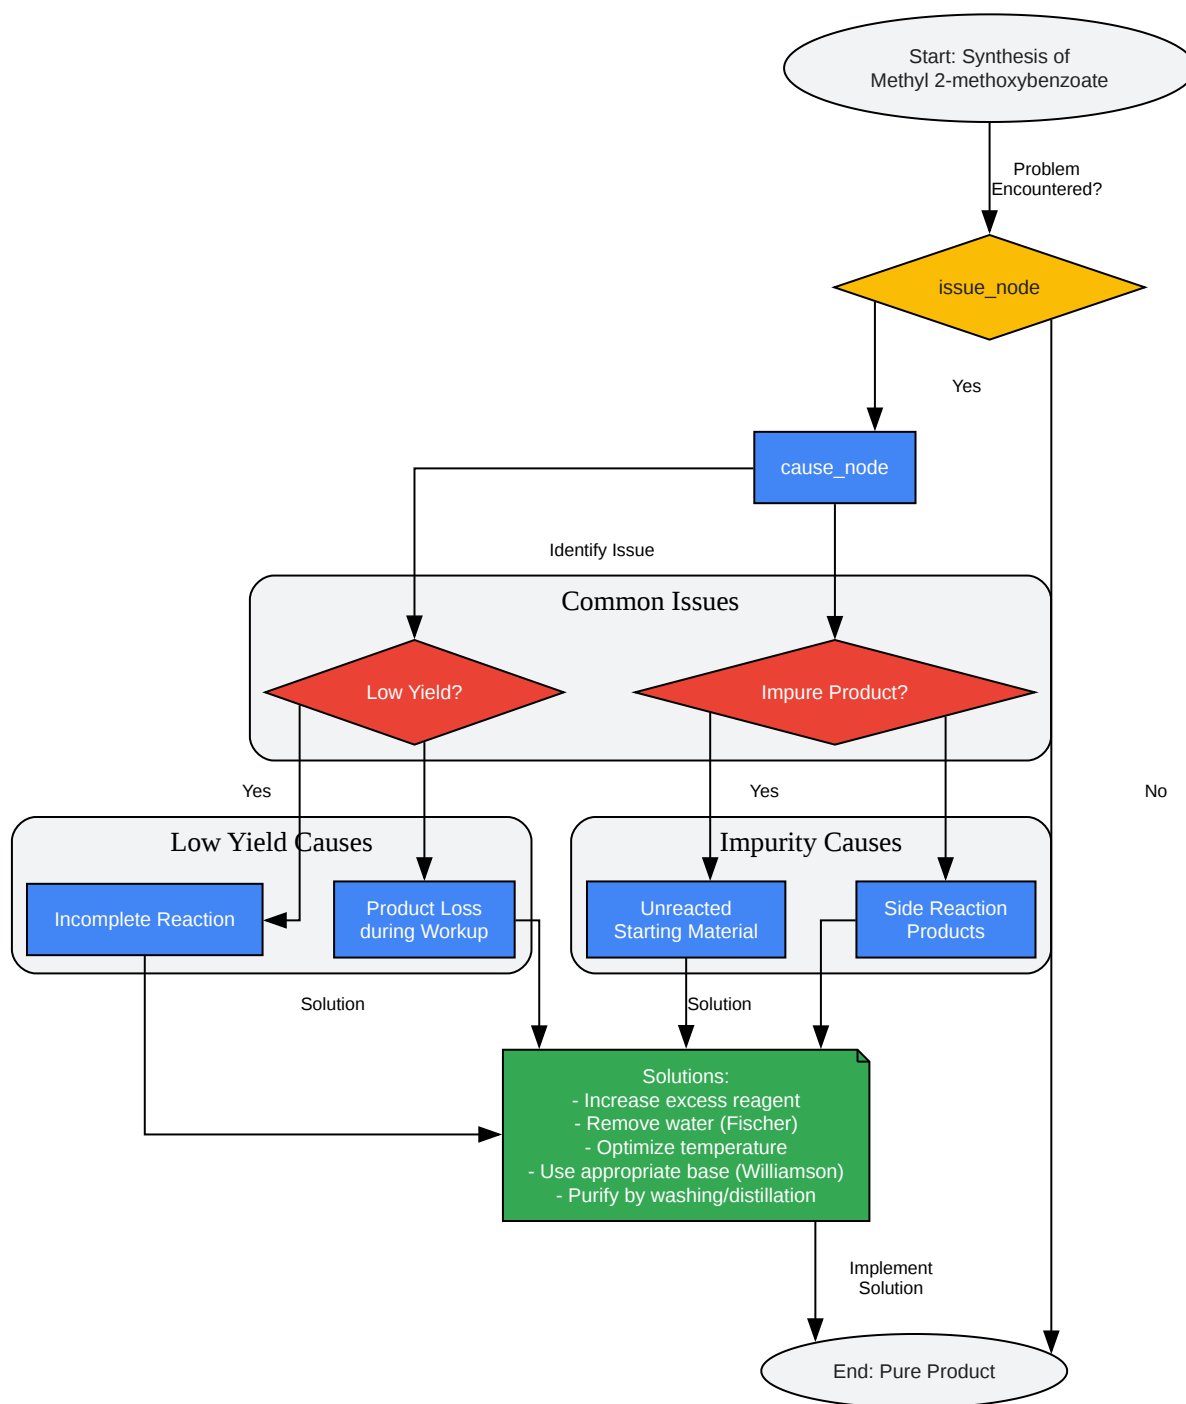 Start: Synthesis of
Methyl 2-methoxybenzoate
Problem
Encountered?
issue_node
Yes
cause_node
Identify Issue
Common Issues
Low Yield?
Impure Product?
Yes
Yes
No
Low Yield Causes
Impurity Causes
Incomplete Reaction
Product Loss
during Workup
Unreacted
Starting Material
Side Reaction
Products
Solution
Solution
Solutions:
- Increase excess reagent
- Remove water (Fischer)
- Optimize temperature
- Use appropriate base (Williamson)
- Purify by washing/distillation
Implement
Solution
End: Pure Product